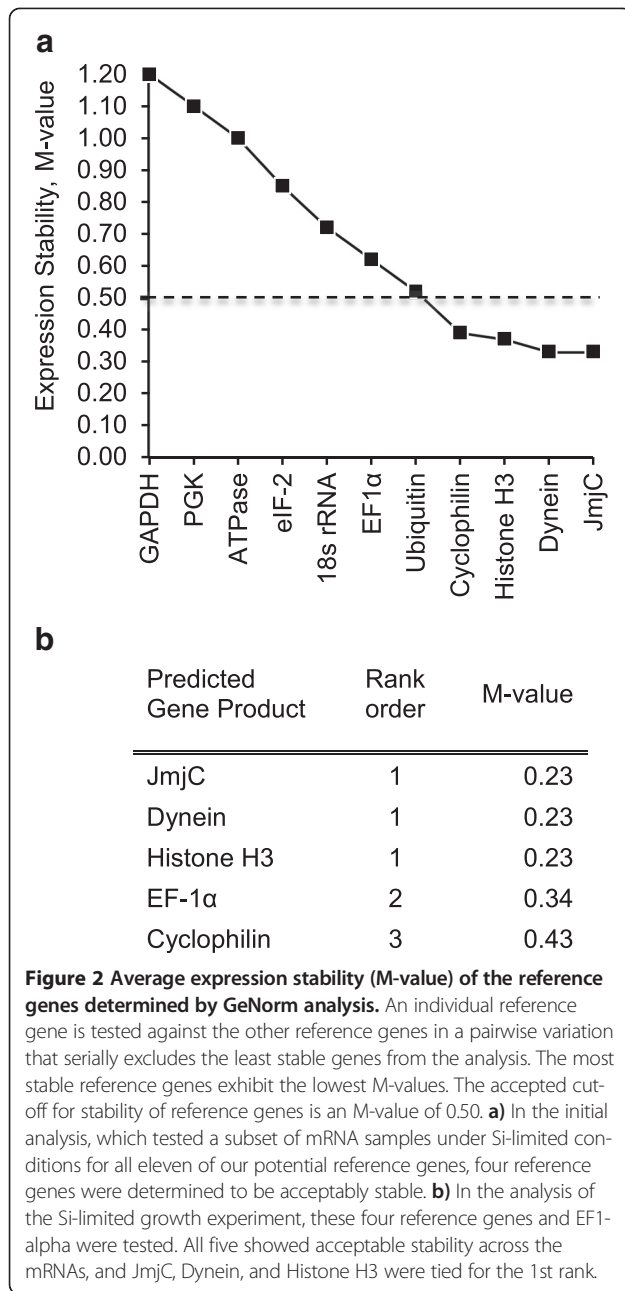 a
Expression Stability, M-value
1.20
1.10
1.00
0.90
0.80
0.70
0.60
0.50
0.40
0.30
0.20
0.10
0.00
GAPDH
PGK
ATPase
eIF-2
18s rRNA
EF1α
Ubiquitin
Cyclophilin
Histone H3
Dynein
JmjC
b
Predicted Gene Product Rank order M-value
JmjC 1 0.23
Dynein 1 0.23
Histone H3 1 0.23
EF-1α 2 0.34
Cyclophilin 3 0.43
Figure 2 Average expression stability (M-value) of the reference
genes determined by GeNorm analysis. An individual reference
gene is tested against the other reference genes in a pairwise variation
that serially excludes the least stable genes from the analysis. The most
stable reference genes exhibit the lowest M-values. The accepted cut-
off for stability of reference genes is an M-value of 0.50. a) In the initial
analysis, which tested a subset of mRNA samples under Si-limited con-
ditions for all eleven of our potential reference genes, four reference
genes were determined to be acceptably stable. b) In the analysis of
the Si-limited growth experiment, these four reference genes and EF1-
alpha were tested. All five showed acceptable stability across the
mRNAs, and JmjC, Dynein, and Histone H3 were tied for the 1st rank.